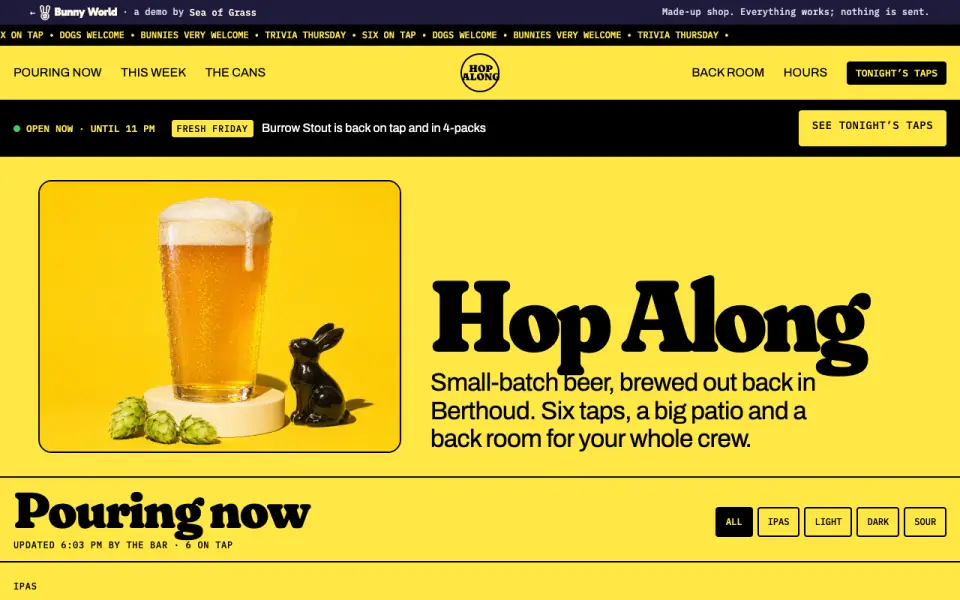 ← Bunny World · a demo by Sea of Grass
Made-up shop. Everything works; nothing is sent.
X ON TAP • DOGS WELCOME • BUNNIES VERY WELCOME • TRIVIA THURSDAY • SIX ON TAP • DOGS WELCOME • BUNNIES VERY WELCOME • TRIVIA THURSDAY •
POURING NOW THIS WEEK THE CANS
HOP
ALONG
BACK ROOM HOURS TONIGHT'S TAPS
OPEN NOW · UNTIL 11 PM FRESH FRIDAY Burrow Stout is back on tap and in 4-packs
SEE TONIGHT'S TAPS
Hop Along
Small-batch beer, brewed out back in
Berthoud. Six taps, a big patio and a
back room for your whole crew.
Pouring now
UPDATED 6:03 PM BY THE BAR · 6 ON TAP
ALL IPAS LIGHT DARK SOUR
IPAS